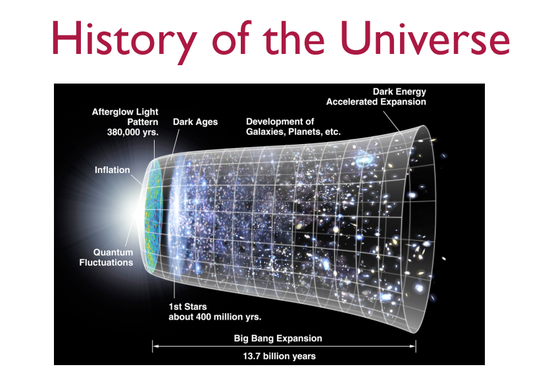 History of the Universe
Dark Energy
Accelerated Expansion
Afterglow Light
Pattern
380,000 yrs.
Dark Ages
Development of
Galaxies, Planets, etc.
Inflation
Quantum
Fluctuations
1st Stars
about 400 million yrs.
Big Bang Expansion
13.7 billion years